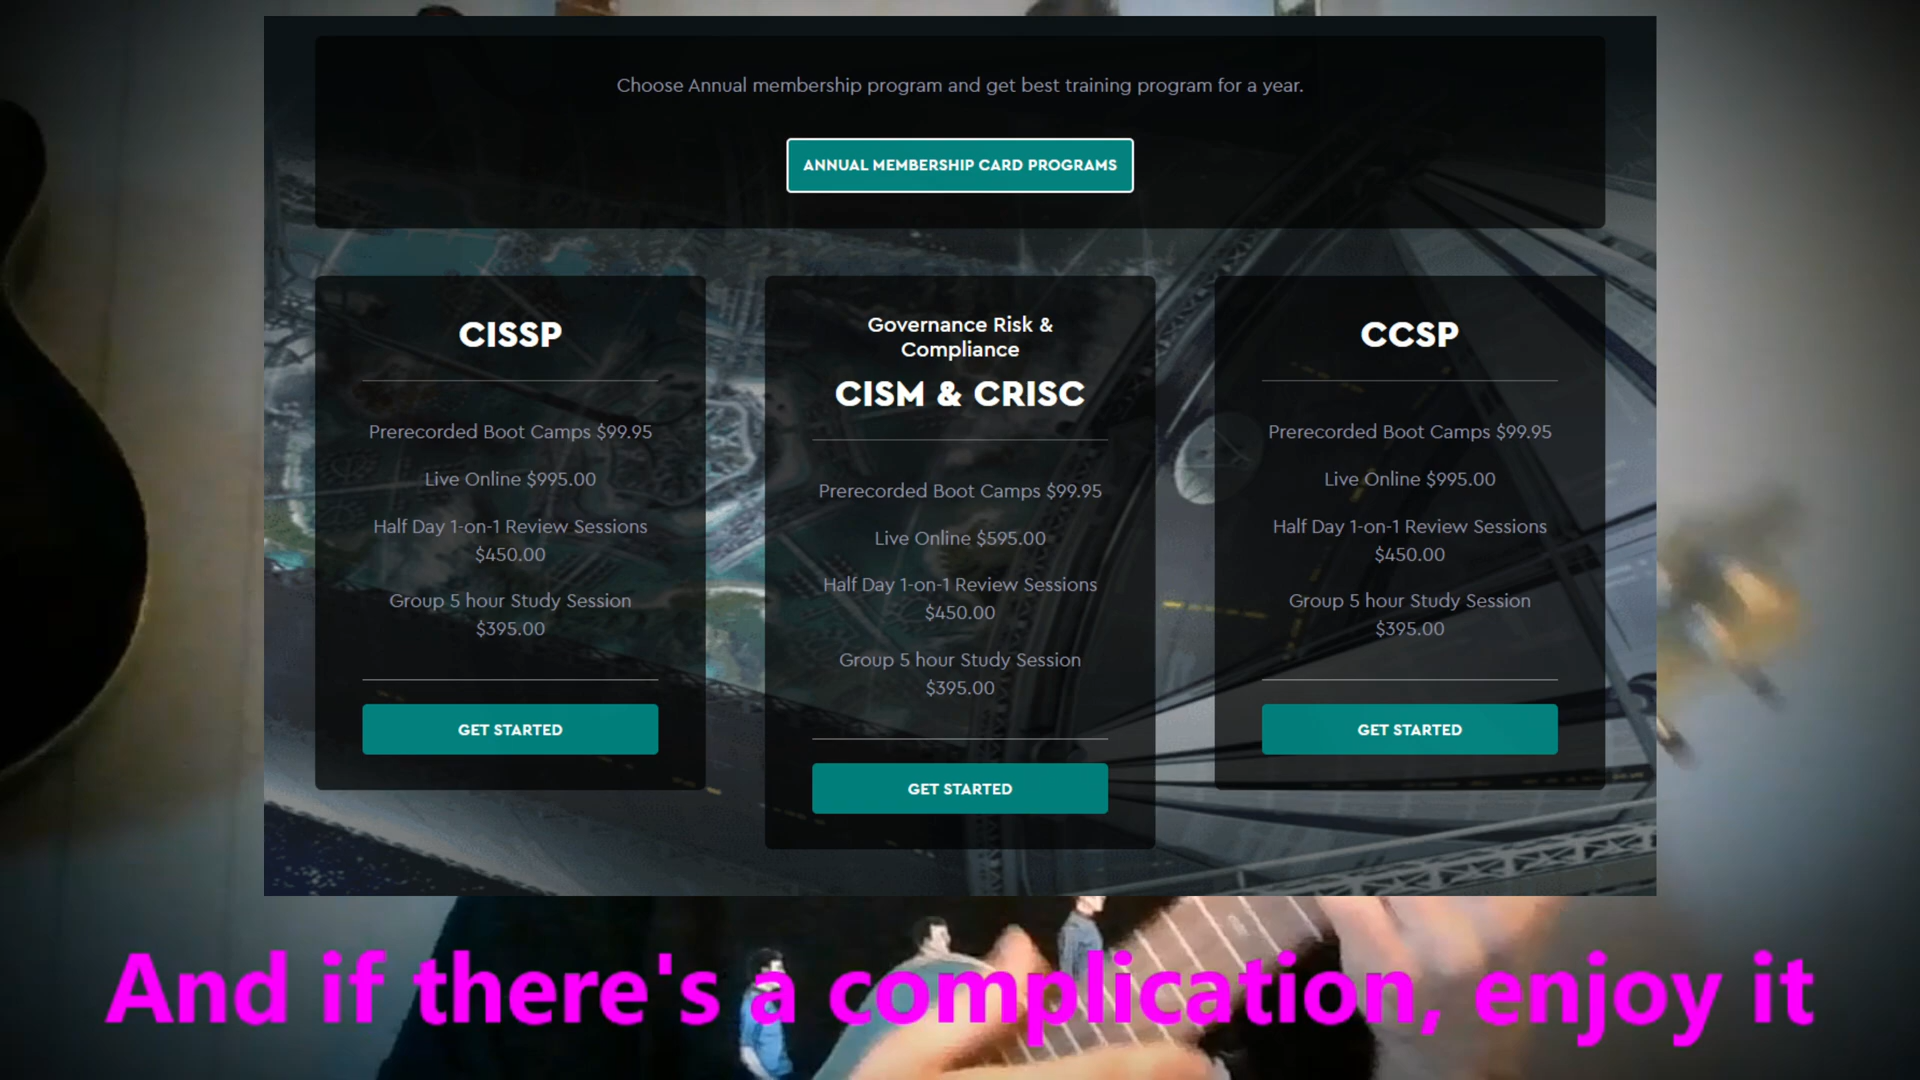 Choose Annual membership program and get best training program for a year.
ANNUAL MEMBERSHIP CARD PROGRAMS
CISSP
Prerecorded Boot Camps $99.95
Live Online $995.00
Half Day 1-on-1 Review Sessions
$450.00
Group 5 hour Study Session
$395.00
GET STARTED
Governance Risk &
Compliance
CISM & CRISC
Prerecorded Boot Camps $99.95
Live Online $595.00
Half Day 1-on-1 Review Sessions
$450.00
Group 5 hour Study Session
$395.00
GET STARTED
CCSP
Prerecorded Boot Camps $99.95
Live Online $995.00
Half Day 1-on-1 Review Sessions
$450.00
Group 5 hour Study Session
$395.00
GET STARTED
And if there's a complication, enjoy it